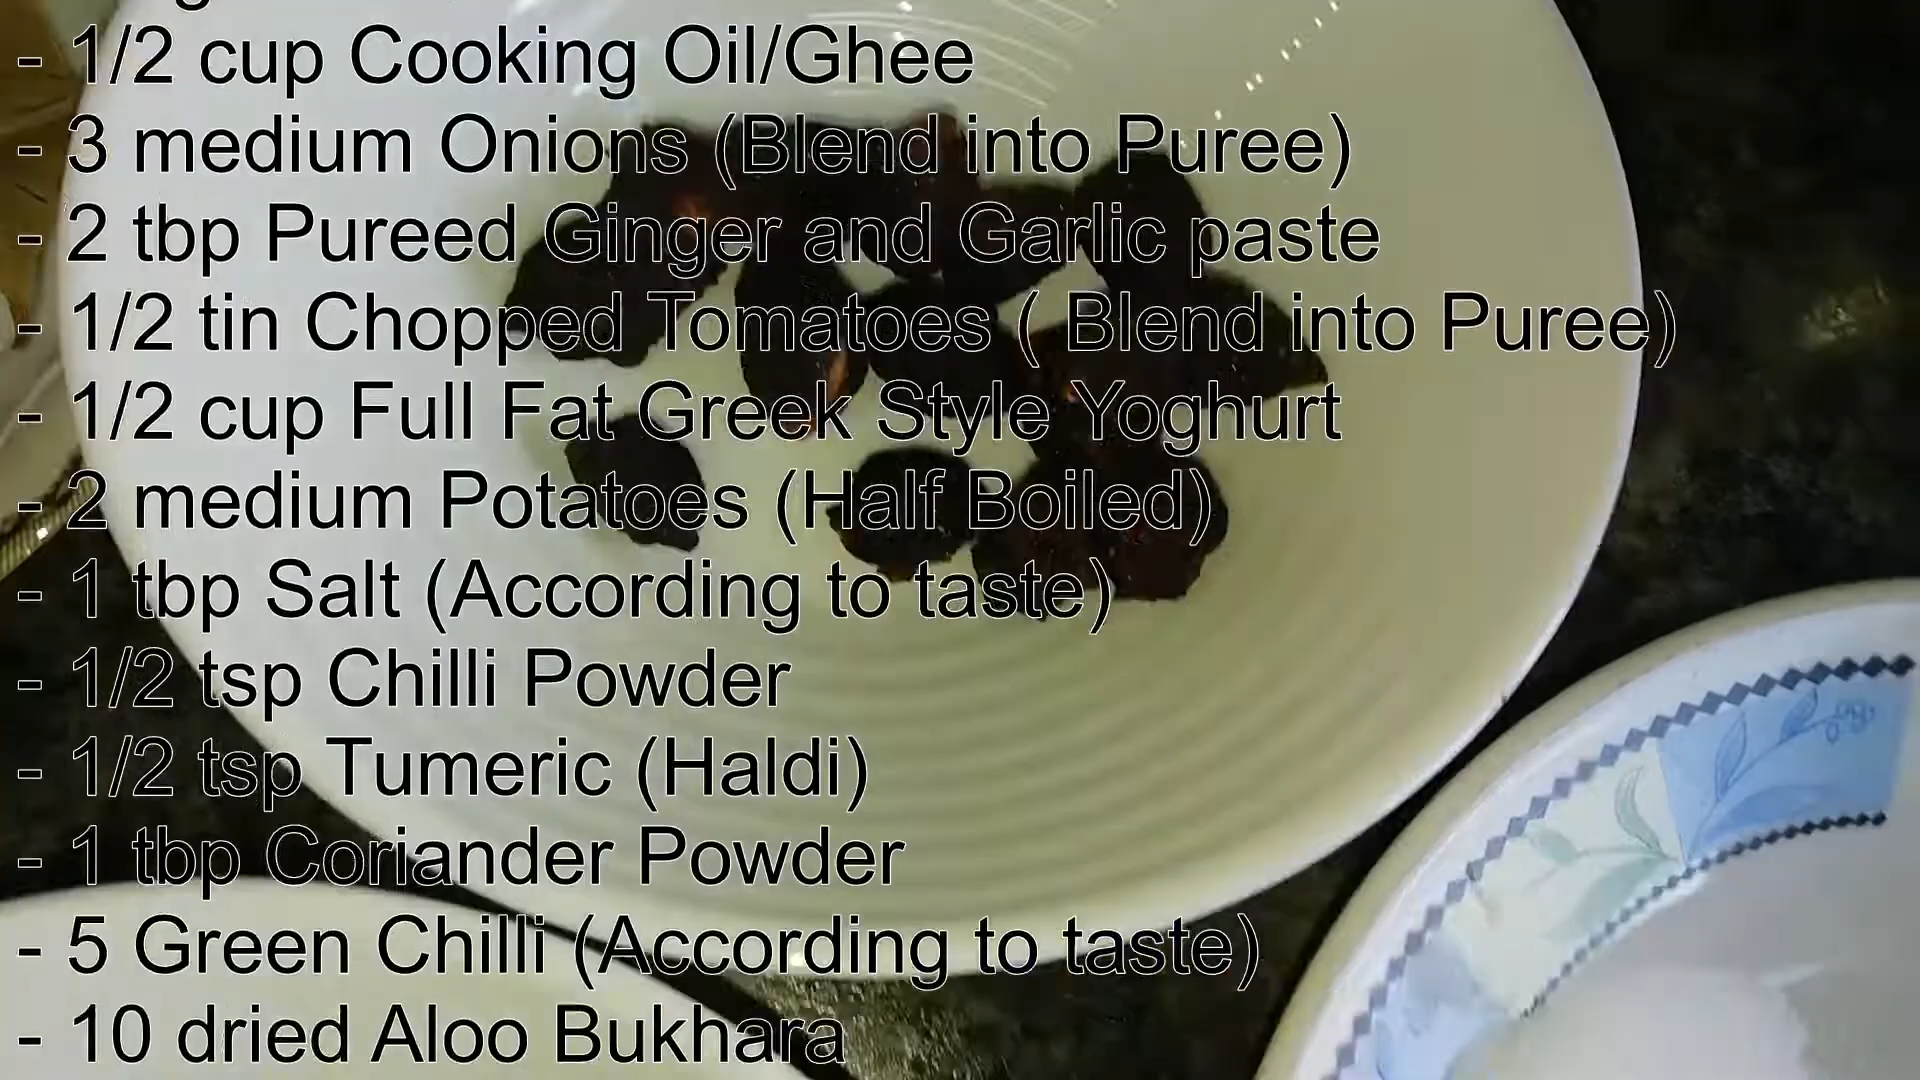 - 1/2 cup Cooking Oil/Ghee
- 3 medium Onions (Blend into Puree)
- 2 tbp Pureed Ginger and Garlic paste
- 1/2 tin Chopped Tomatoes ( Blend into Puree)
- 1/2 cup Full Fat Greek Style Yoghurt
- 2 medium Potatoes (Half Boiled)
- 1 tbp Salt (According to taste)
- 1/2 tsp Chilli Powder
- 1/2 tsp Tumeric (Haldi)
- 1 tbp Coriander Powder
- 5 Green Chilli (According to taste)
- 10 dried Aloo Bukhara